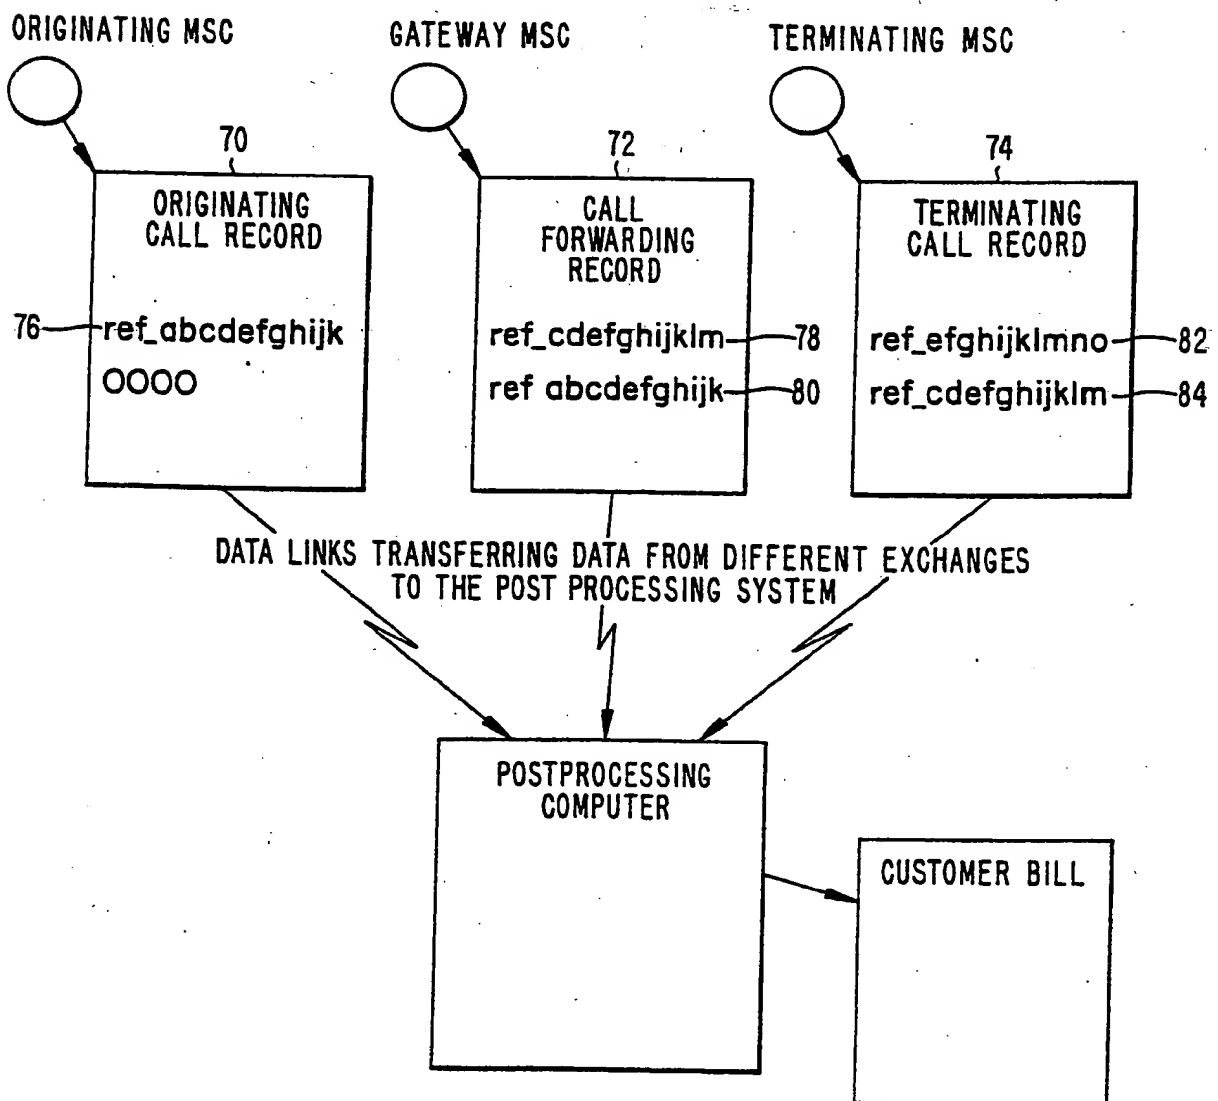 ORIGINATING MSC
GATEWAY MSC
TERMINATING MSC
70
72
74
ORIGINATING
CALL RECORD
76
ref_abcdefghijk
0000
CALL
FORWARDING
RECORD
ref_cdefghijklm
78
ref abcdefghijk
80
TERMINATING
CALL RECORD
ref_efghijklmno
82
ref_cdefghijklm
84
DATA LINKS TRANSFERRING DATA FROM DIFFERENT EXCHANGES
TO THE POST PROCESSING SYSTEM
POSTPROCESSING
COMPUTER
CUSTOMER BILL